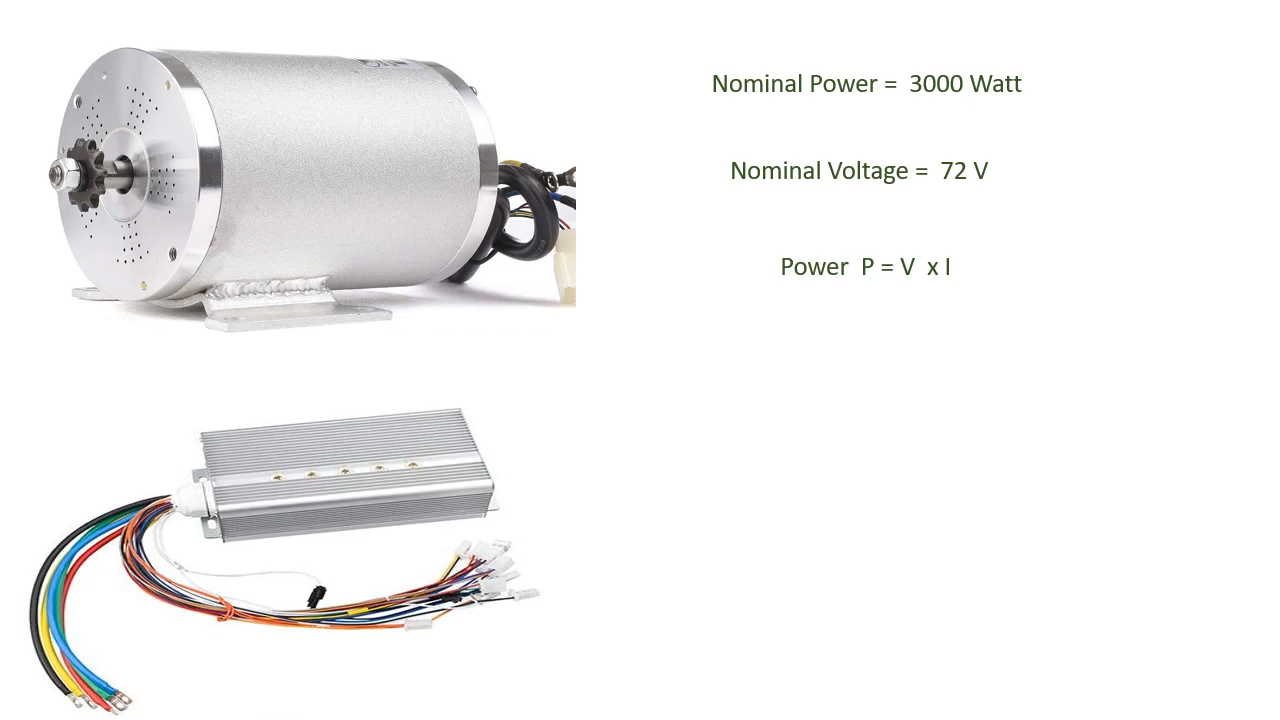 Nominal Power = 3000 Watt
Nominal Voltage = 72 V
Power P = V x I